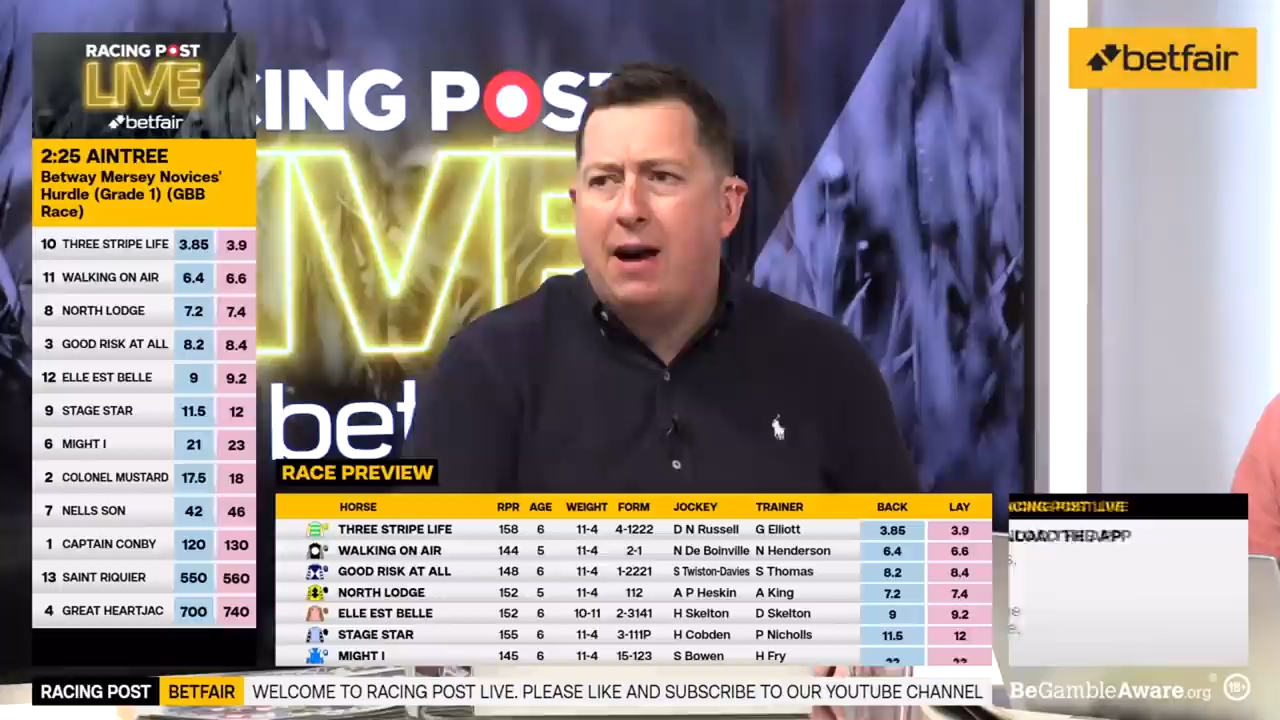 RACING POST
LIVE
betfair
2:25 AINTREE
Betway Mersey Novices'
Hurdle (Grade 1) (GBB
Race)
10 THREE STRIPE LIFE 3.85 3.9
11 WALKING ON AIR 6.4 6.6
8 NORTH LODGE 7.2 7.4
3 GOOD RISK AT ALL 8.2 8.4
12 ELLE EST BELLE 9 9.2
9 STAGE STAR 11.5 12
6 MIGHT I 21 23
2 COLONEL MUSTARD 17.5 18
7 NELLS SON 42 46
1 CAPTAIN CONBY 120 130
13 SAINT RIQUIER 550 560
4 GREAT HEARTJAC 700 740
CING POST
IVE
bet
betfair
RACE PREVIEW
HORSE RPR AGE WEIGHT FORM JOCKEY TRAINER BACK LAY
THREE STRIPE LIFE 158 6 11-4 4-1222 D N Russell G Elliott 3.85 3.9
WALKING ON AIR 144 5 11-4 2-1 N De Boinville N Henderson 6.4 6.6
GOOD RISK AT ALL 148 6 11-4 1-2221 S Twiston-Davies S Thomas 8.2 8.4
NORTH LODGE 152 5 11-4 112 A P Heskin A King 7.2 7.4
ELLE EST BELLE 152 6 10-11 2-3141 H Skelton D Skelton 9 9.2
STAGE STAR 155 6 11-4 3-111P H Cobden P Nicholls 11.5 12
MIGHT I 145 6 11-4 15-123 S Bowen H Fry
RACING POST BETFAIR WELCOME TO RACING POST LIVE. PLEASE LIKE AND SUBSCRIBE TO OUR YOUTUBE CHANNEL
BeGambleAware.org 18+